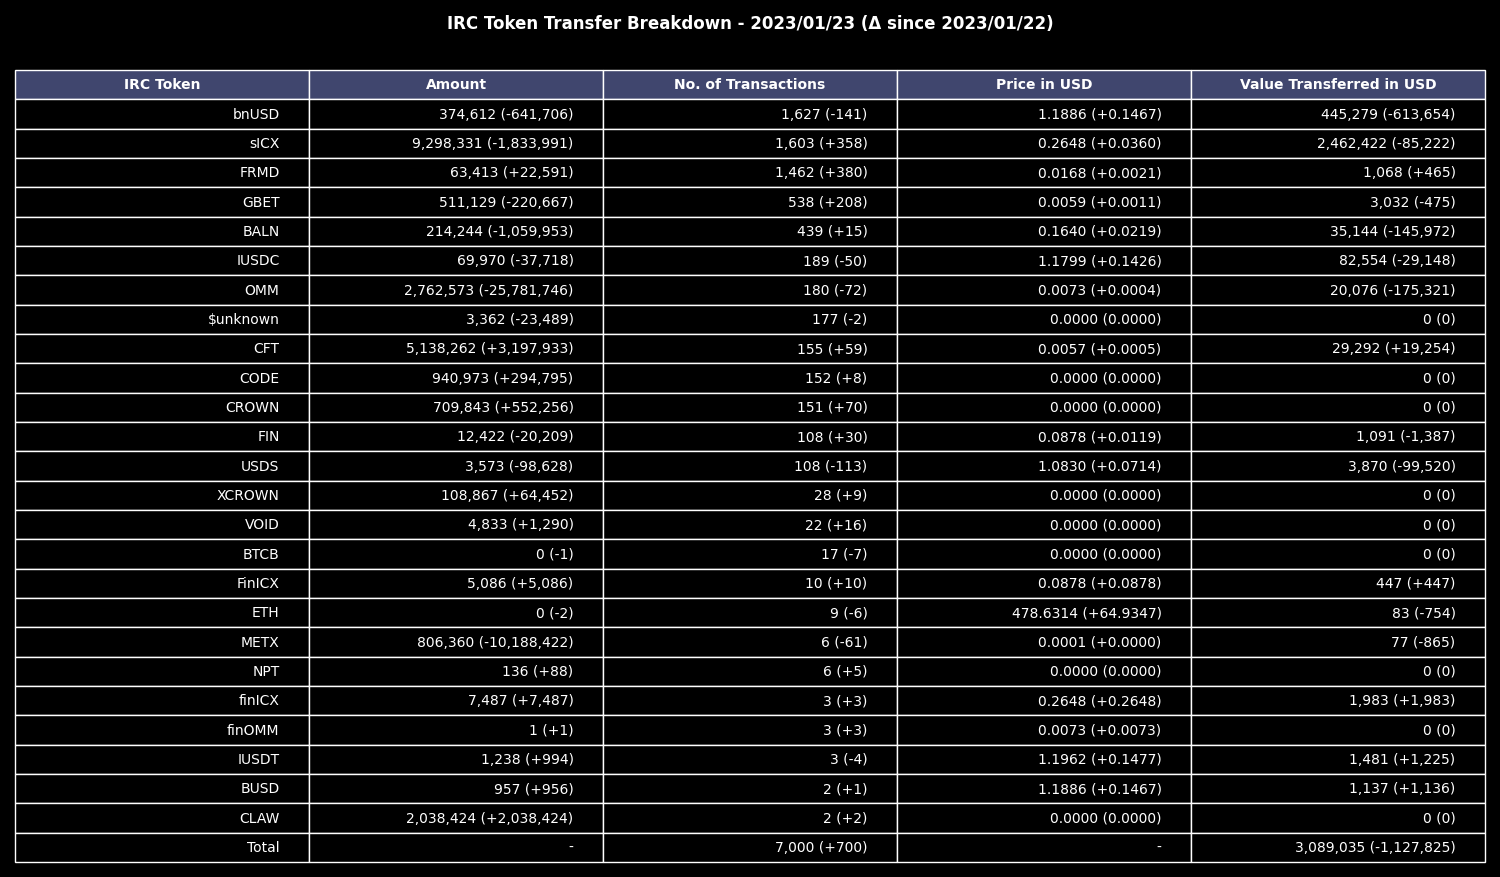 IRC Token Transfer Breakdown - 2023/01/23 (Δ since 2023/01/22)
IRC Token Amount No. of Transactions Price in USD Value Transferred in USD
bnUSD 374,612 (-641,706) 1,627 (-141) 1.1886 (+0.1467) 445,279 (-613,654)
sICX 9,298,331 (-1,833,991) 1,603 (+358) 0.2648 (+0.0360) 2,462,422 (-85,222)
FRMD 63,413 (+22,591) 1,462 (+380) 0.0168 (+0.0021) 1,068 (+465)
GBET 511,129 (-220,667) 538 (+208) 0.0059 (+0.0011) 3,032 (-475)
BALN 214,244 (-1,059,953) 439 (+15) 0.1640 (+0.0219) 35,144 (-145,972)
IUSDC 69,970 (-37,718) 189 (-50) 1.1799 (+0.1426) 82,554 (-29,148)
OMM 2,762,573 (-25,781,746) 180 (-72) 0.0073 (+0.0004) 20,076 (-175,321)
$unknown 3,362 (-23,489) 177 (-2) 0.0000 (0.0000) 0 (0)
CFT 5,138,262 (+3,197,933) 155 (+59) 0.0057 (+0.0005) 29,292 (+19,254)
CODE 940,973 (+294,795) 152 (+8) 0.0000 (0.0000) 0 (0)
CROWN 709,843 (+552,256) 151 (+70) 0.0000 (0.0000) 0 (0)
FIN 12,422 (-20,209) 108 (+30) 0.0878 (+0.0119) 1,091 (-1,387)
USDS 3,573 (-98,628) 108 (-113) 1.0830 (+0.0714) 3,870 (-99,520)
XCROWN 108,867 (+64,452) 28 (+9) 0.0000 (0.0000) 0 (0)
VOID 4,833 (+1,290) 22 (+16) 0.0000 (0.0000) 0 (0)
BTCB 0 (-1) 17 (-7) 0.0000 (0.0000) 0 (0)
FinICX 5,086 (+5,086) 10 (+10) 0.0878 (+0.0878) 447 (+447)
ETH 0 (-2) 9 (-6) 478.6314 (+64.9347) 83 (-754)
METX 806,360 (-10,188,422) 6 (-61) 0.0001 (+0.0000) 77 (-865)
NPT 136 (+88) 6 (+5) 0.0000 (0.0000) 0 (0)
finICX 7,487 (+7,487) 3 (+3) 0.2648 (+0.2648) 1,983 (+1,983)
finOMM 1 (+1) 3 (+3) 0.0073 (+0.0073) 0 (0)
IUSDT 1,238 (+994) 3 (-4) 1.1962 (+0.1477) 1,481 (+1,225)
BUSD 957 (+956) 2 (+1) 1.1886 (+0.1467) 1,137 (+1,136)
CLAW 2,038,424 (+2,038,424) 2 (+2) 0.0000 (0.0000) 0 (0)
Total - 7,000 (+700) - 3,089,035 (-1,127,825)